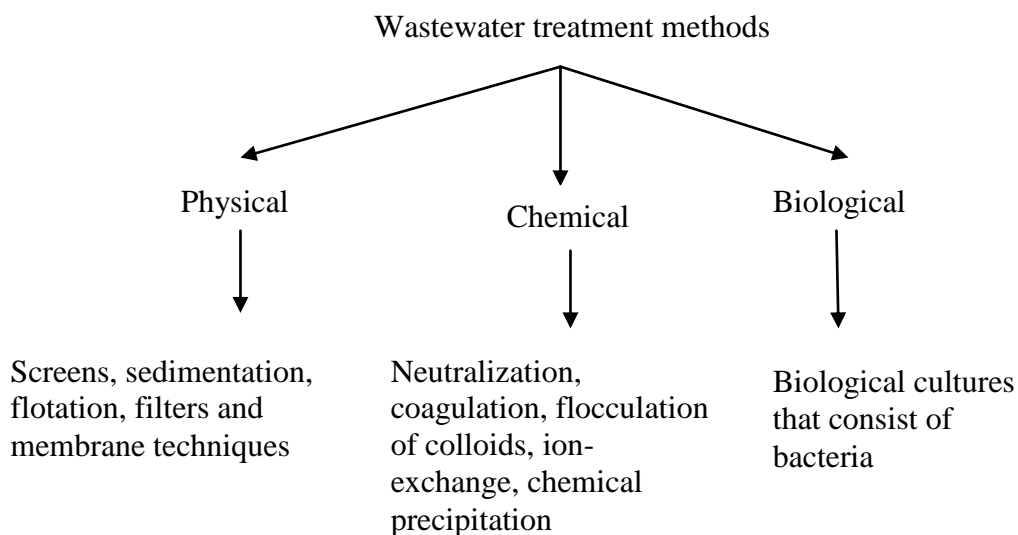 Wastewater treatment methods
Physical
Chemical
Biological
Screens, sedimentation,
flotation, filters and
membrane techniques
Neutralization,
coagulation, flocculation
of colloids, ion-
exchange, chemical
precipitation
Biological cultures
that consist of
bacteria